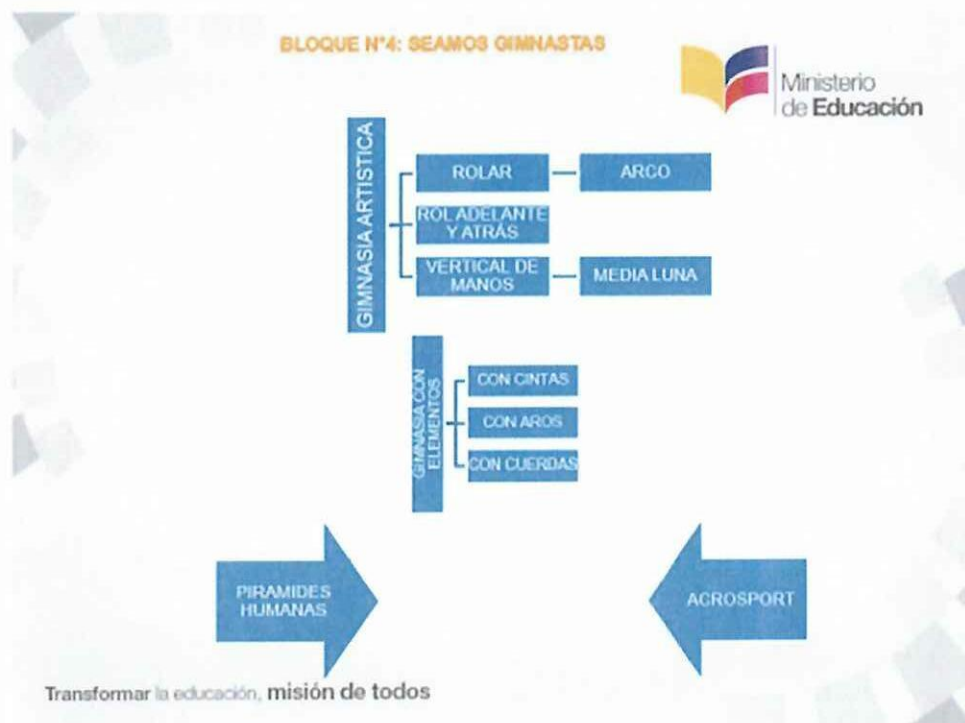 BLOQUE N°4: SEAMOS GIMNASTAS
Ministerio
de Educación
GIMNASIA ARTISTICA
ROLAR
ARCO
ROL ADELANTE
Y ATRÁS
VERTICAL DE
MANOS
MEDIA LUNA
GIMNASIA CON
ELEMENTOS
CON CINTAS
CON AROS
CON CUERDAS
PIRAMIDES
HUMANAS
ACROSPORT
Transformar la educación, misión de todos